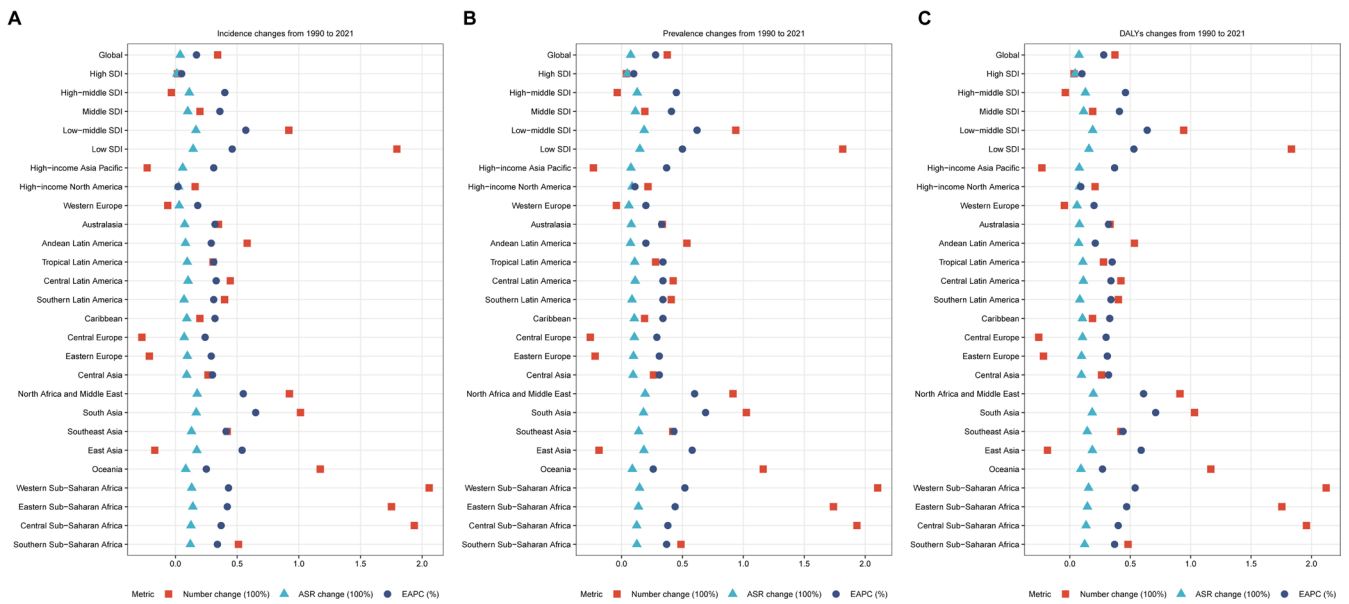 A
Incidence changes from 1990 to 2021
Global
High SDI
High-middle SDI
Middle SDI
Low-middle SDI
Low SDI
High-income Asia Pacific
High-income North America
Western Europe
Australasia
Andean Latin America
Tropical Latin America
Central Latin America
Southern Latin America
Caribbean
Central Europe
Eastern Europe
Central Asia
North Africa and Middle East
South Asia
Southeast Asia
East Asia
Oceania
Western Sub-Saharan Africa
Eastern Sub-Saharan Africa
Central Sub-Saharan Africa
Southern Sub-Saharan Africa
0.0 0.5 1.0 1.5 2.0
Metric Number change (100%) ASR change (100%) EAPC (%)
B
Prevalence changes from 1990 to 2021
Global
High SDI
High-middle SDI
Middle SDI
Low-middle SDI
Low SDI
High-income Asia Pacific
High-income North America
Western Europe
Australasia
Andean Latin America
Tropical Latin America
Central Latin America
Southern Latin America
Caribbean
Central Europe
Eastern Europe
Central Asia
North Africa and Middle East
South Asia
Southeast Asia
East Asia
Oceania
Western Sub-Saharan Africa
Eastern Sub-Saharan Africa
Central Sub-Saharan Africa
Southern Sub-Saharan Africa
0.0 0.5 1.0 1.5 2.0
Metric Number change (100%) ASR change (100%) EAPC (%)
C
DALYs changes from 1990 to 2021
Global
High SDI
High-middle SDI
Middle SDI
Low-middle SDI
Low SDI
High-income Asia Pacific
High-income North America
Western Europe
Australasia
Andean Latin America
Tropical Latin America
Central Latin America
Southern Latin America
Caribbean
Central Europe
Eastern Europe
Central Asia
North Africa and Middle East
South Asia
Southeast Asia
East Asia
Oceania
Western Sub-Saharan Africa
Eastern Sub-Saharan Africa
Central Sub-Saharan Africa
Southern Sub-Saharan Africa
0.0 0.5 1.0 1.5 2.0
Metric Number change (100%) ASR change (100%) EAPC (%)